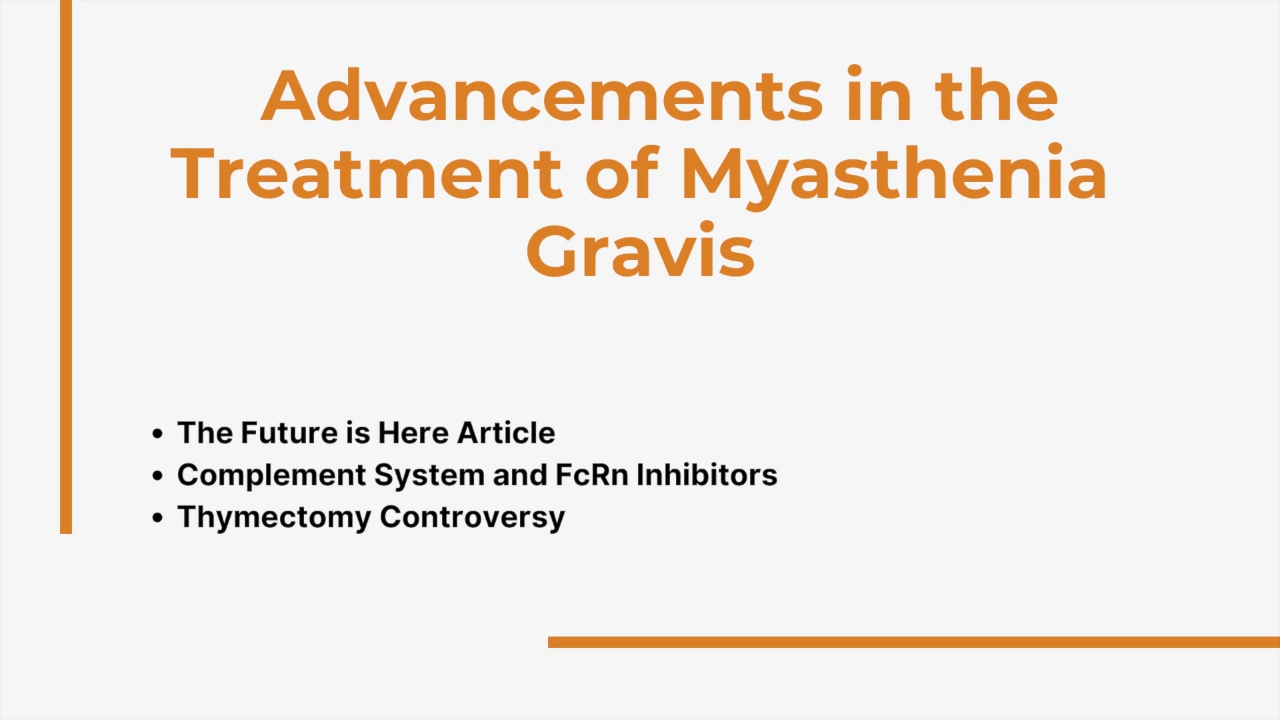 Advancements in the
Treatment of Myasthenia
Gravis
• The Future is Here Article
• Complement System and FcRn Inhibitors
• Thymectomy Controversy